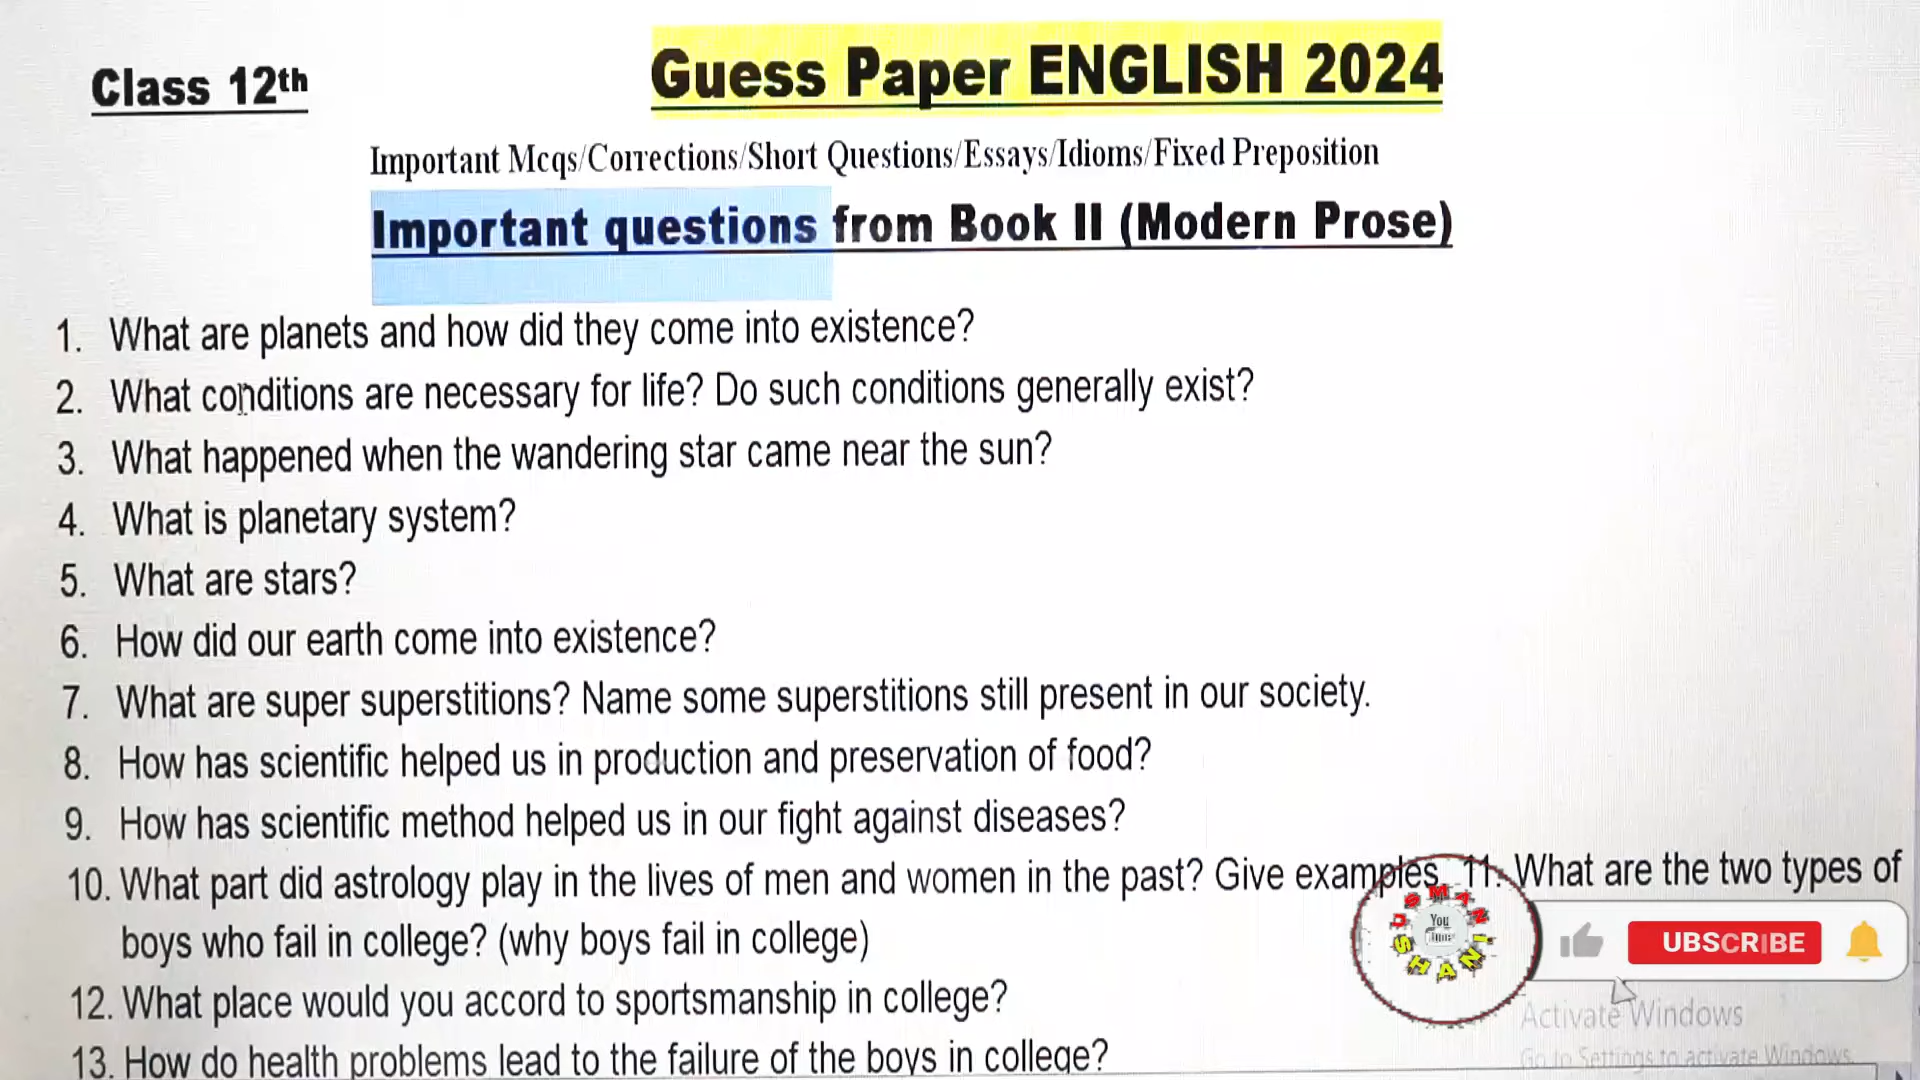 Class 12th
Guess Paper ENGLISH 2024
Important Mcqs/Corrections/Short Questions/Essays/Idioms/Fixed Preposition
Important questions from Book II (Modern Prose)
1. What are planets and how did they come into existence?
2. What conditions are necessary for life? Do such conditions generally exist?
3. What happened when the wandering star came near the sun?
4. What is planetary system?
5. What are stars?
6. How did our earth come into existence?
7. What are super superstitions? Name some superstitions still present in our society.
8. How has scientific helped us in production and preservation of food?
9. How has scientific method helped us in our fight against diseases?
10. What part did astrology play in the lives of men and women in the past? Give examples. 11. What are the two types of
boys who fail in college? (why boys fail in college)
12. What place would you accord to sportsmanship in college?
13. How do health problems lead to the failure of the boys in college?
USMAN
You
SHANI
UBSCRIBE
Activate Windows
Go to Settings to activate Windows.